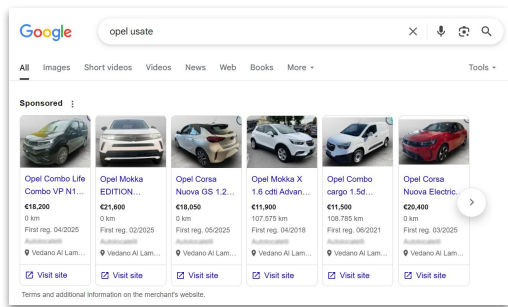 Google
opel usate
All Images Short videos Videos News Web Books More Tools
Sponsored
Opel Combo Life Combo VP N1...
€18,200
0 km
First reg. 04/2025
Vedano Al Lam...
Visit site
Opel Mokka EDITION...
€21,600
0 km
First reg. 02/2025
Vedano Al Lam...
Visit site
Opel Corsa Nuova GS 1.2...
€18,050
0 km
First reg. 05/2025
Vedano Al Lam...
Visit site
Opel Mokka X 1.6 cdti Advan...
€11,900
107.575 km
First reg. 04/2018
Vedano Al Lam...
Visit site
Opel Combo cargo 1.5d...
€11,500
108.785 km
First reg. 06/2021
Vedano Al Lam...
Visit site
Opel Corsa Nuova Electric...
€20,400
0 km
First reg. 03/2025
Vedano Al Lam...
Visit site
Terms and additional information on the merchant's website.